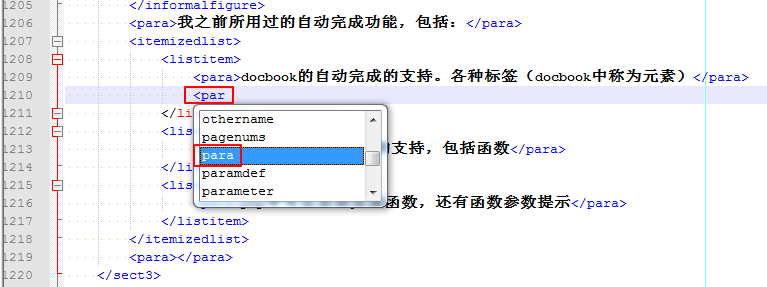 1205 </informalfigure>
1206 <para>我之前所用过的自动完成功能，包括：</para>
1207 <itemizedlist>
1208 <listitem>
1209 <para>docbook的自动完成的支持。各种标签（docbook中称为元素）</para>
1210 <par
1211 </li
othername
1212 <lis
pagenums
1213 的支持，包括函数</para>
para
1214 </li
paramdef
1215 <lis
parameter
1216 函数，还有函数参数提示</para>
1217 </listitem>
1218 </itemizedlist>
1219 <para></para>
1220 </sect3>